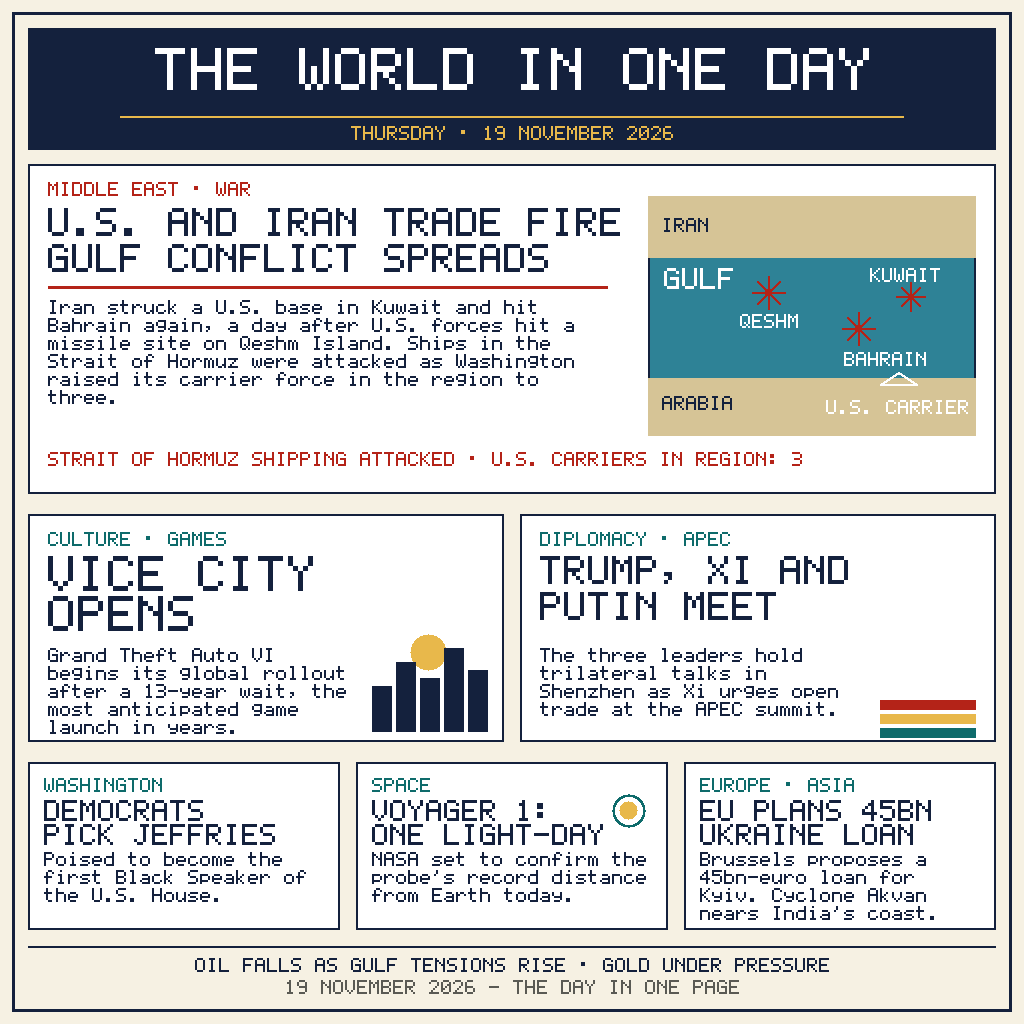 THE WORLD IN ONE DAY
THURSDAY · 19 NOVEMBER 2026
MIDDLE EAST · WAR
U.S. AND IRAN TRADE FIRE
GULF CONFLICT SPREADS
Iran struck a U.S. base in Kuwait and hit
Bahrain again, a day after U.S. forces hit a
missile site on Qeshm Island. Ships in the
Strait of Hormuz were attacked as Washington
raised its carrier force in the region to
three.
IRAN
GULF
KUWAIT
QESHM
BAHRAIN
ARABIA
U.S. CARRIER
STRAIT OF HORMUZ SHIPPING ATTACKED · U.S. CARRIERS IN REGION: 3
CULTURE · GAMES
VICE CITY
OPENS
Grand Theft Auto VI
begins its global rollout
after a 13-year wait, the
most anticipated game
launch in years.
DIPLOMACY · APEC
TRUMP, XI AND
PUTIN MEET
The three leaders hold
trilateral talks in
Shenzhen as Xi urges open
trade at the APEC summit.
WASHINGTON
DEMOCRATS
PICK JEFFRIES
Poised to become the
first Black Speaker of
the U.S. House.
SPACE
VOYAGER 1:
ONE LIGHT-DAY
NASA set to confirm the
probe's record distance
from Earth today.
EUROPE · ASIA
EU PLANS 45BN
UKRAINE LOAN
Brussels proposes a
45bn-euro loan for
Kyiv. Cyclone Akvan
nears India's coast.
OIL FALLS AS GULF TENSIONS RISE · GOLD UNDER PRESSURE
19 NOVEMBER 2026 — THE DAY IN ONE PAGE